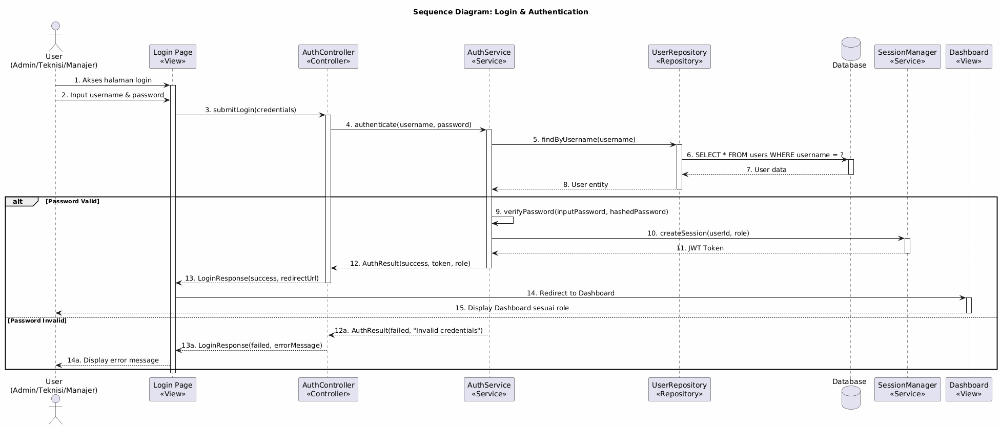 Sequence Diagram: Login & Authentication
User
(Admin/Teknisi/Manajer)
Login Page
«View»
AuthController
«Controller»
AuthService
«Service»
UserRepository
«Repository»
Database
SessionManager
«Service»
Dashboard
«View»
1. Akses halaman login
2. Input username & password
3. submitLogin(credentials)
4. authenticate(username, password)
5. findByUsername(username)
6. SELECT * FROM users WHERE username = ?
7. User data
8. User entity
alt [Password Valid]
9. verifyPassword(inputPassword, hashedPassword)
10. createSession(userId, role)
11. JWT Token
12. AuthResult(success, token, role)
13. LoginResponse(success, redirectUrl)
14. Redirect to Dashboard
15. Display Dashboard sesuai role
[Password Invalid]
12a. AuthResult(failed, "Invalid credentials")
13a. LoginResponse(failed, errorMessage)
14a. Display error message
User
(Admin/Teknisi/Manajer)
Login Page
«View»
AuthController
«Controller»
AuthService
«Service»
UserRepository
«Repository»
Database
SessionManager
«Service»
Dashboard
«View»